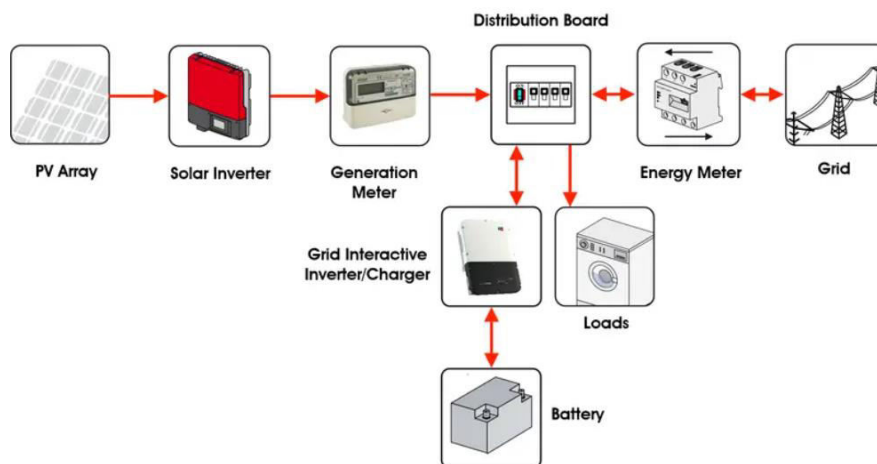 Distribution Board
PV Array
Solar Inverter
Generation
Meter
Energy Meter
Grid
Grid Interactive
Inverter/Charger
Loads
Battery